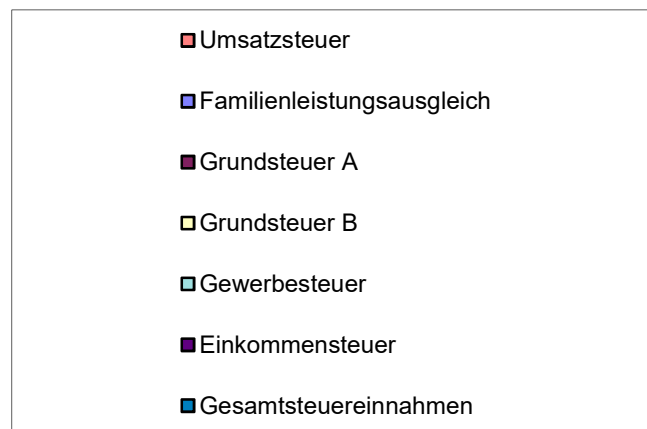 Umsatzsteuer
Familienleistungsausgleich
Grundsteuer A
Grundsteuer B
Gewerbesteuer
Einkommensteuer
Gesamtsteuereinnahmen